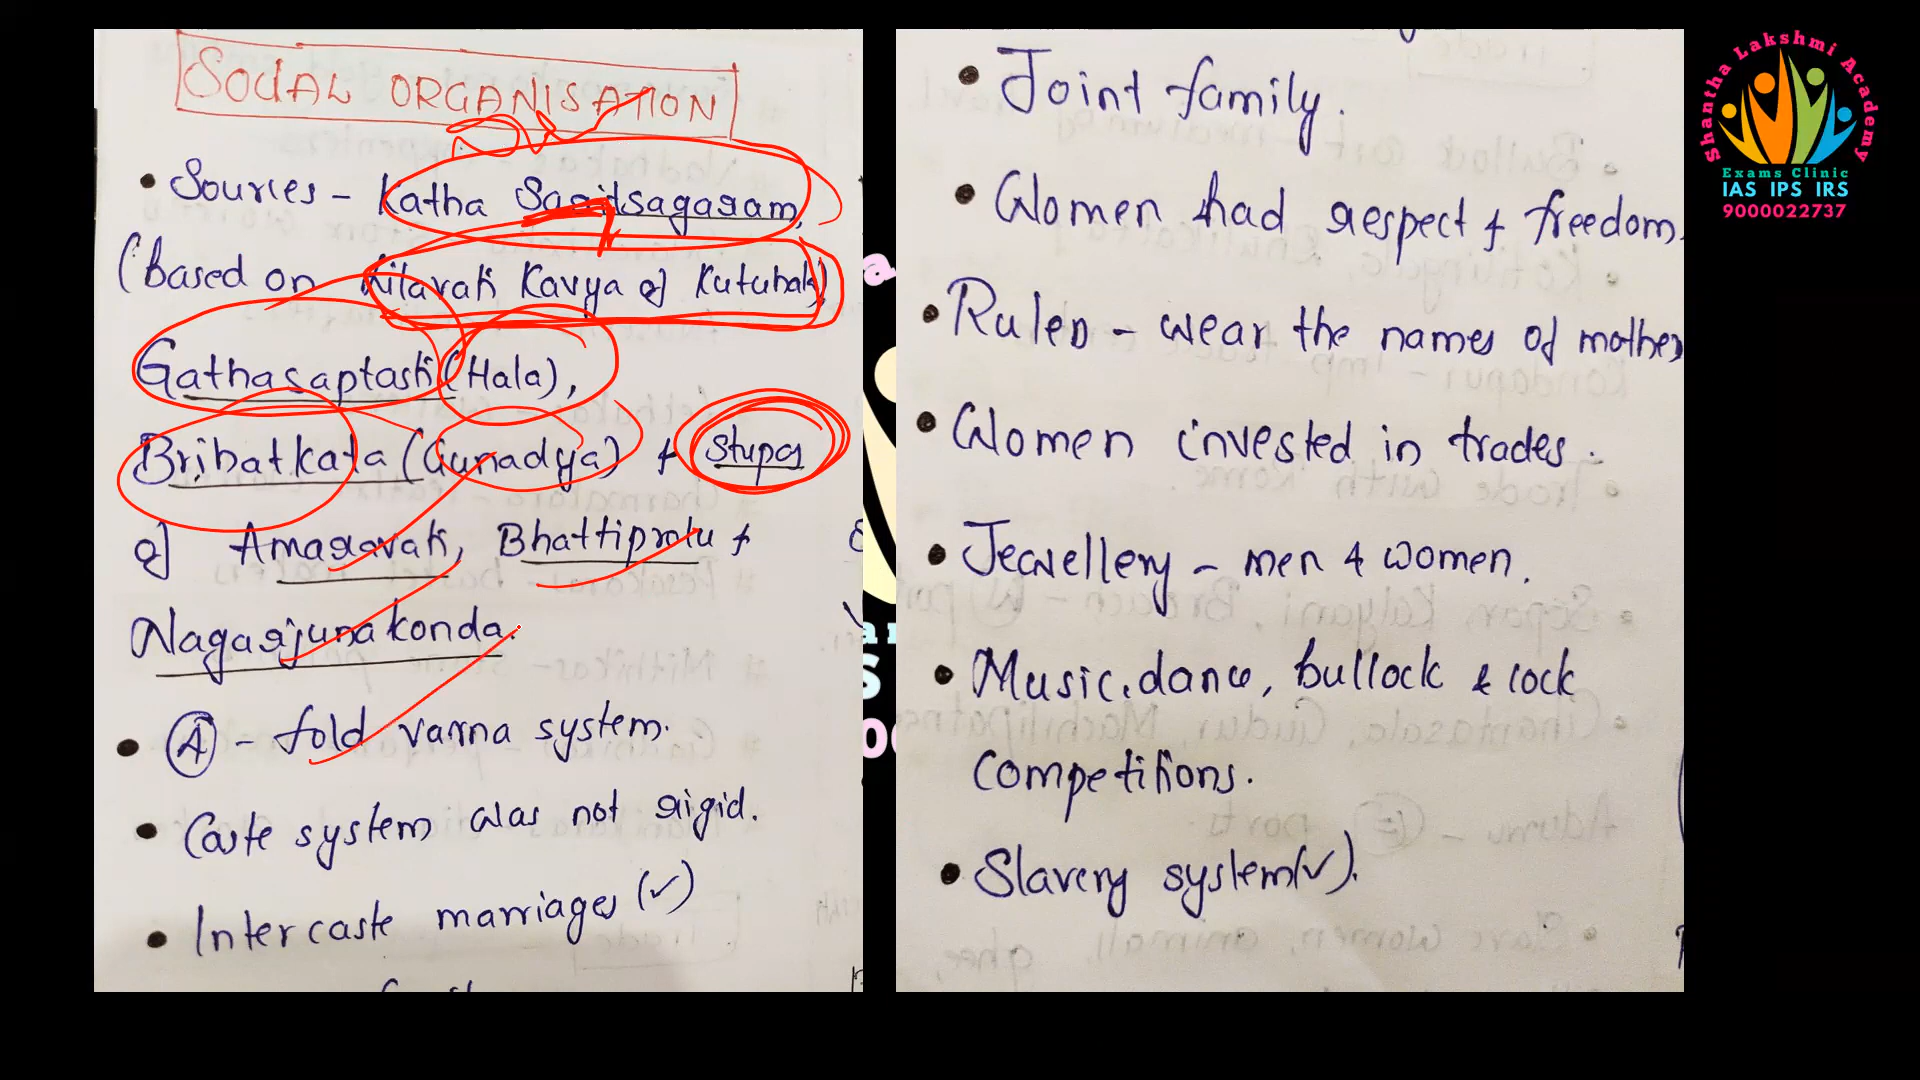 SOCIAL ORGANISATION
• Sources - Katha Saritsagaram,
(based on Lilavati Kavya of Kutuhala)
Gathasaptasti (Hala),
Brihatkata (Gunadya) & Stupas
of Amaravati, Bhattiprolu &
Nagarjunakonda.
• (4) - fold varna system.
• Caste system was not rigid.
• Intercaste marriages (✓)
• Joint family.
• Women had respect & freedom.
• Rulers - wear the names of mother
• Women invested in trades.
• Jewellery - men & women.
• Music, dance, bullock & cock
competitions.
• Slavery system (✓).
Shantha Lakshmi Academy
Exams Clinic
IAS IPS IRS
9000022737